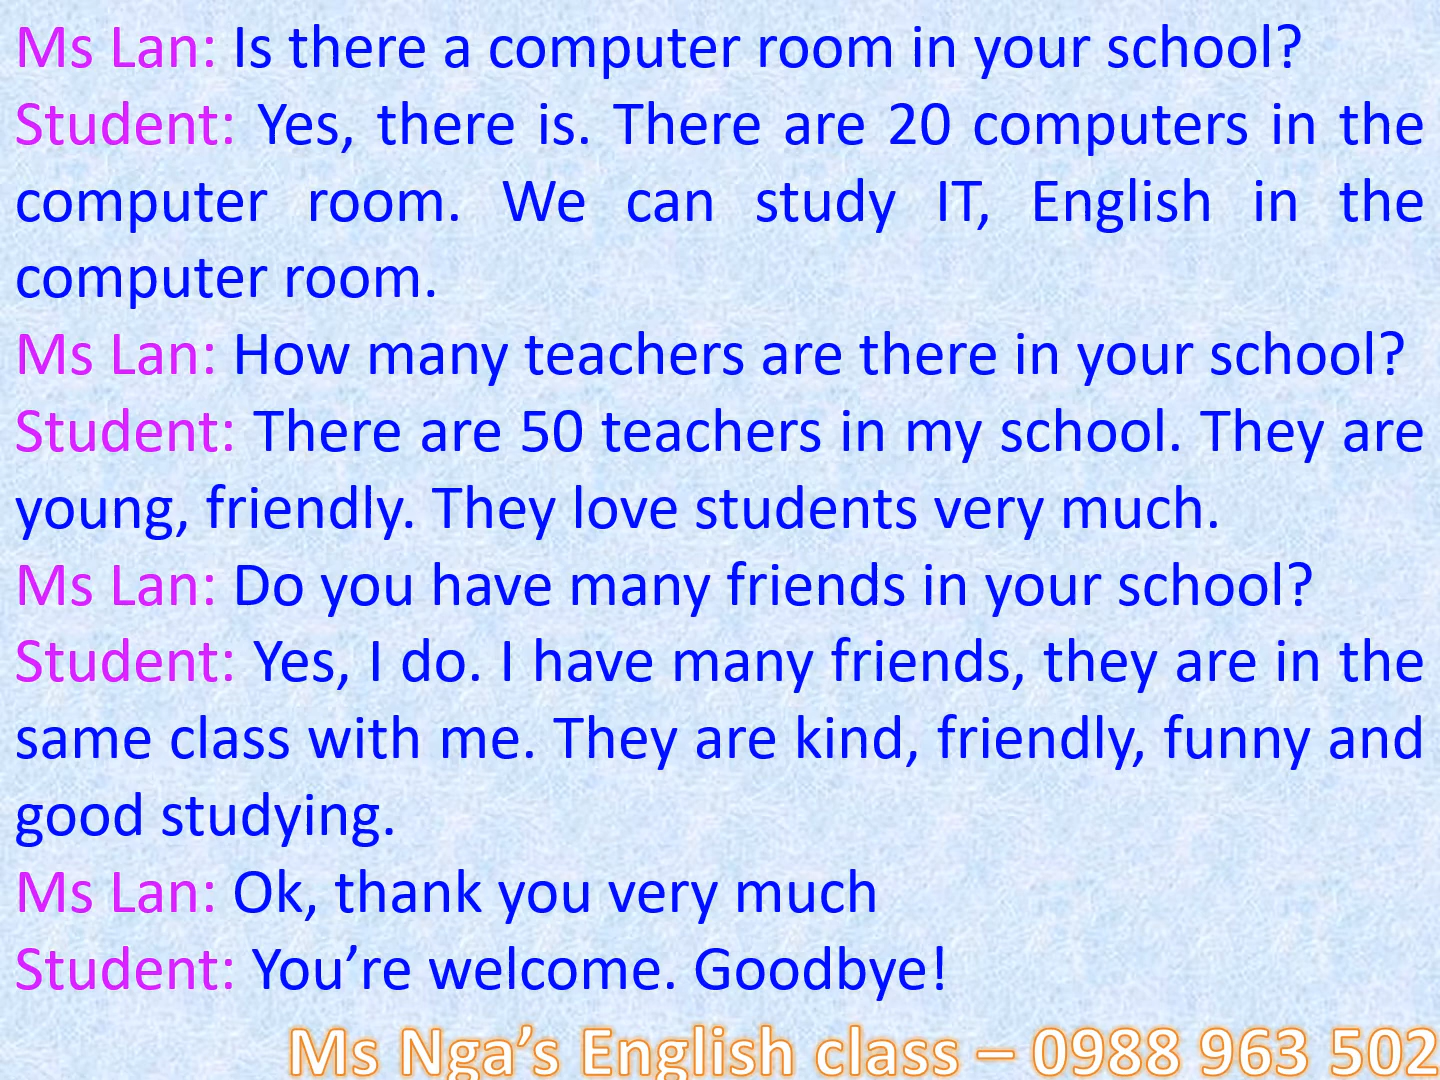 Ms Lan: Is there a computer room in your school?
Student: Yes, there is. There are 20 computers in the
computer room. We can study IT, English in the
computer room.
Ms Lan: How many teachers are there in your school?
Student: There are 50 teachers in my school. They are
young, friendly. They love students very much.
Ms Lan: Do you have many friends in your school?
Student: Yes, I do. I have many friends, they are in the
same class with me. They are kind, friendly, funny and
good studying.
Ms Lan: Ok, thank you very much
Student: You’re welcome. Goodbye!
Ms Nga’s English class – 0988 963 502